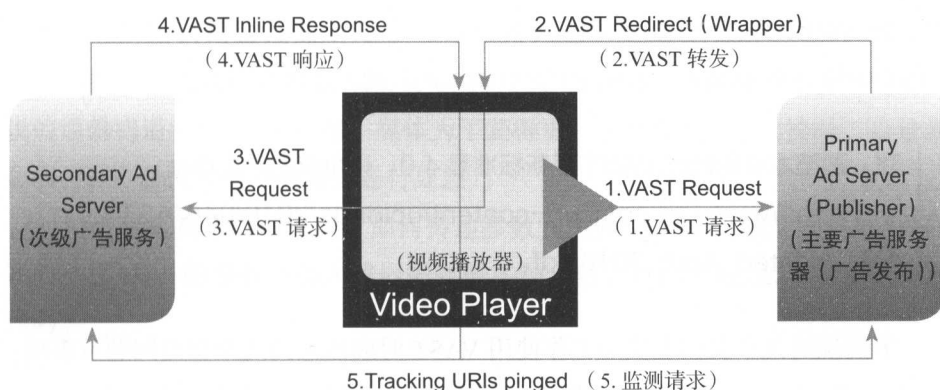 4.VAST Inline Response
（4.VAST 响应）
2.VAST Redirect（Wrapper）
（2.VAST 转发）
Secondary Ad
Server
（次级广告服务）
3.VAST
Request
（3.VAST 请求）
（视频播放器）
Video Player
1.VAST Request
（1.VAST 请求）
Primary
Ad Server
（Publisher）
（主要广告服务
器（广告发布））
5.Tracking URIs pinged （5. 监测请求）